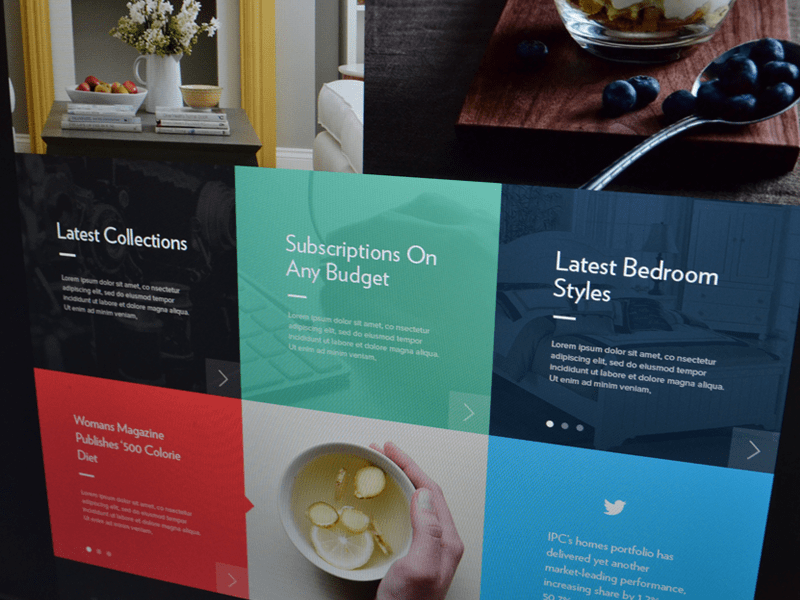 Latest Collections
Lorem ipsum dolor sit amet, co nsectetur
adipiscing elit, sed do eiusmod tempor
incididunt ut labore et dolore magna aliqua.
Ut enim ad minim veniam,
Subscriptions On
Any Budget
Lorem ipsum dolor sit amet, co nsectetur
adipiscing elit, sed do eiusmod tempor
incididunt ut labore et dolore magna aliqua.
Ut enim ad minim veniam,
Latest Bedroom
Styles
Lorem ipsum dolor sit amet, co nsectetur
adipiscing elit, sed do eiusmod tempor
incididunt ut labore et dolore magna aliqua.
Ut enim ad minim veniam,
Womans Magazine
Publishes '500 Calorie
Diet
Lorem ipsum dolor sit amet, co nsectetur
adipiscing elit, sed do eiusmod tempor
incididunt ut labore et dolore magna aliqua.
Ut enim ad minim veniam,
IPC's homes portfolio has
delivered yet another
market-leading performance,
increasing share by 1.2%